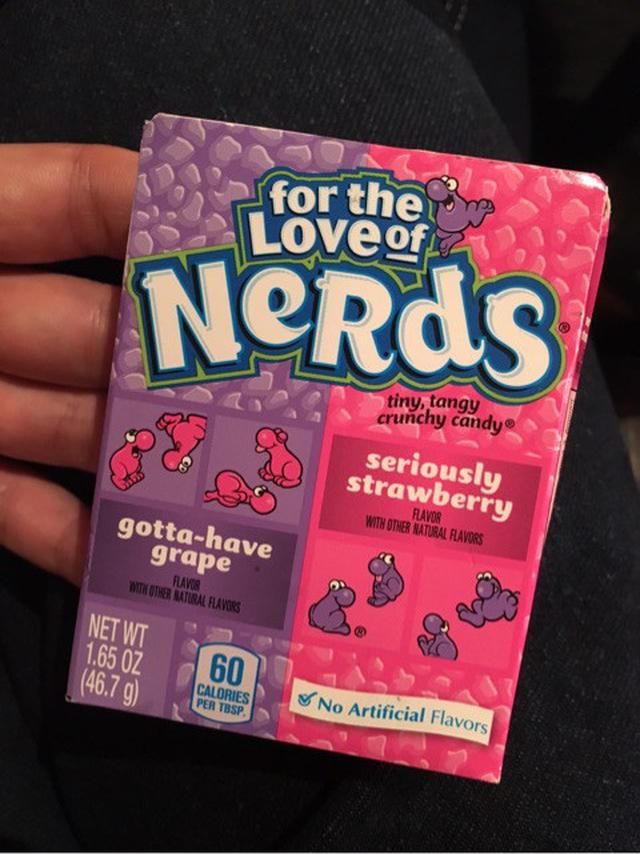 for the
Love of
NeRdS®
tiny, tangy
crunchy candy®
seriously
strawberry
FLAVOR
WITH OTHER NATURAL FLAVORS
gotta-have
grape
FLAVOR
WITH OTHER NATURAL FLAVORS
®
NET WT
1.65 OZ
(46.7 g)
60
CALORIES
PER TBSP.
No Artificial Flavors